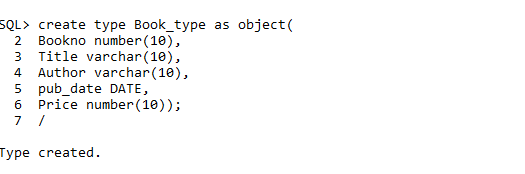 SQL> create type Book_type as object(
2 Bookno number(10),
3 Title varchar(10),
4 Author varchar(10),
5 pub_date DATE,
6 Price number(10));
7 /
Type created.